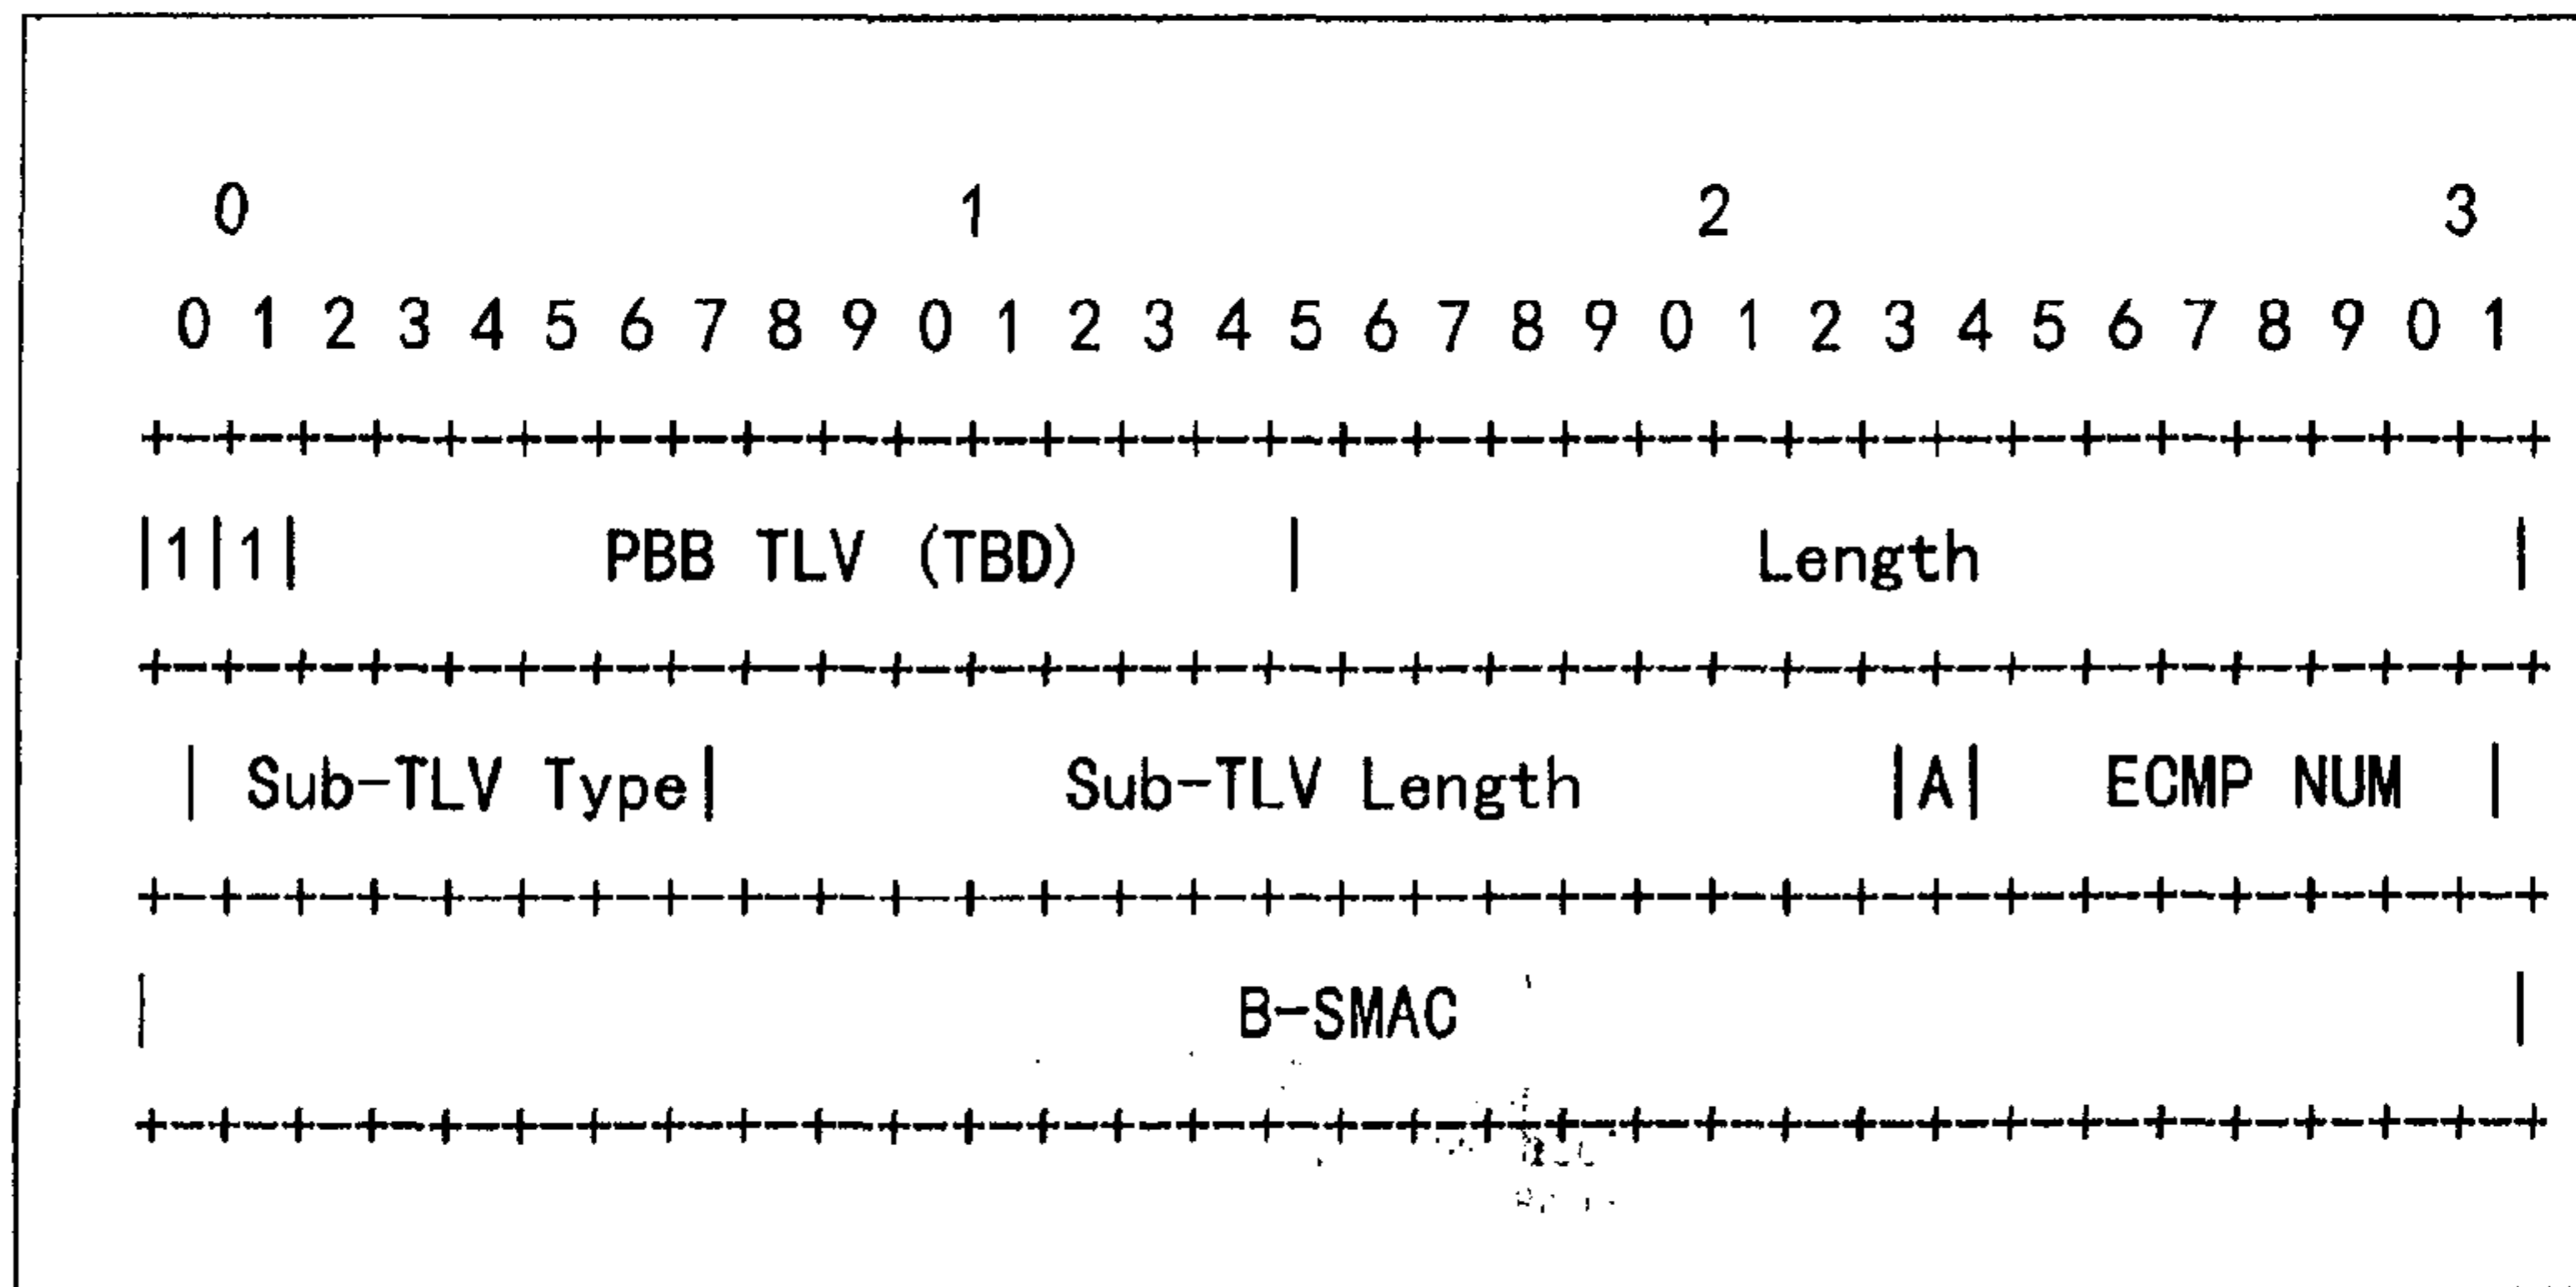 0 1 2 3
0 1 2 3 4 5 6 7 8 9 0 1 2 3 4 5 6 7 8 9 0 1 2 3 4 5 6 7 8 9 0 1
+-+-+-+-+-+-+-+-+-+-+-+-+-+-+-+-+-+-+-+-+-+-+-+-+-+-+-+-+-+-+-+-+
|1|1| PBB TLV (TBD) | Length |
+-+-+-+-+-+-+-+-+-+-+-+-+-+-+-+-+-+-+-+-+-+-+-+-+-+-+-+-+-+-+-+-+
| Sub-TLV Type| Sub-TLV Length |A| ECMP NUM |
+-+-+-+-+-+-+-+-+-+-+-+-+-+-+-+-+-+-+-+-+-+-+-+-+-+-+-+-+-+-+-+-+
| B-SMAC |
+-+-+-+-+-+-+-+-+-+-+-+-+-+-+-+-+-+-+-+-+-+-+-+-+-+-+-+-+-+-+-+-+